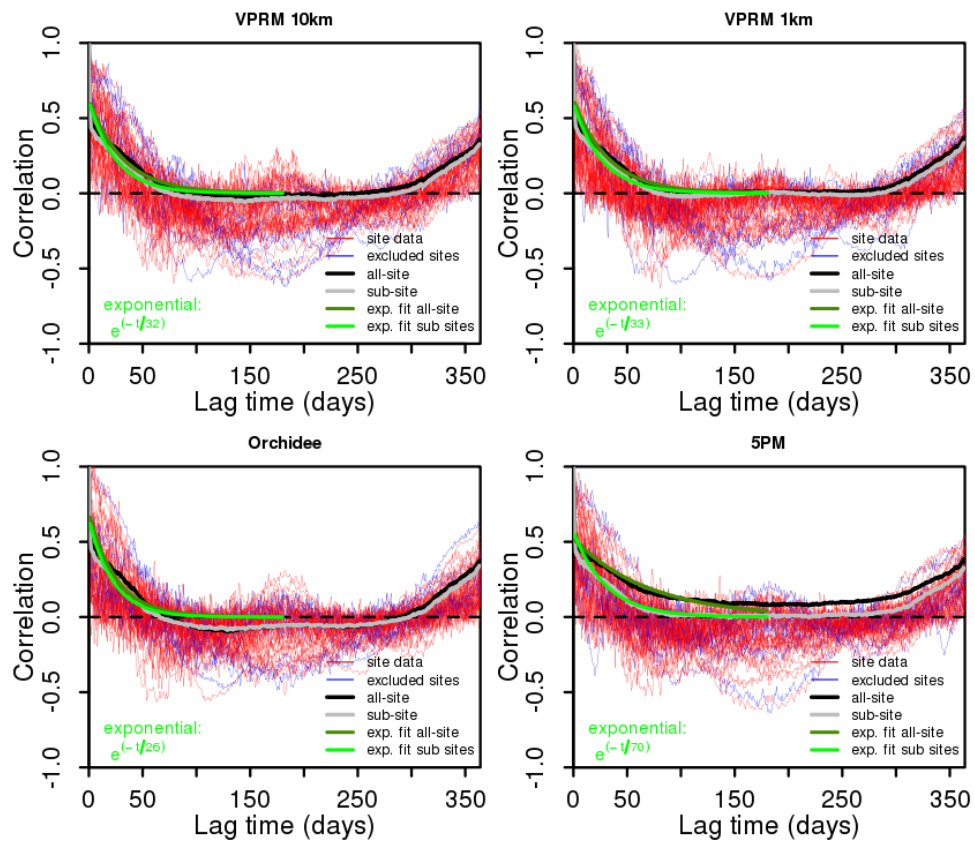 VPRM 10km
1.0
0.5
0.0
-0.5
-1.0
Correlation
site data
excluded sites
all-site
sub-site
exp. fit all-site
exp. fit sub sites
exponential:
e(−t/32)
0 50 150 250 350
Lag time (days)
VPRM 1km
1.0
0.5
0.0
-0.5
-1.0
Correlation
site data
excluded sites
all-site
sub-site
exp. fit all-site
exp. fit sub sites
exponential:
e(−t/33)
0 50 150 250 350
Lag time (days)
Orchidee
1.0
0.5
0.0
-0.5
-1.0
Correlation
site data
excluded sites
all-site
sub-site
exp. fit all-site
exp. fit sub sites
exponential:
e(−t/26)
0 50 150 250 350
Lag time (days)
5PM
1.0
0.5
0.0
-0.5
-1.0
Correlation
site data
excluded sites
all-site
sub-site
exp. fit all-site
exp. fit sub sites
exponential:
e(−t/70)
0 50 150 250 350
Lag time (days)